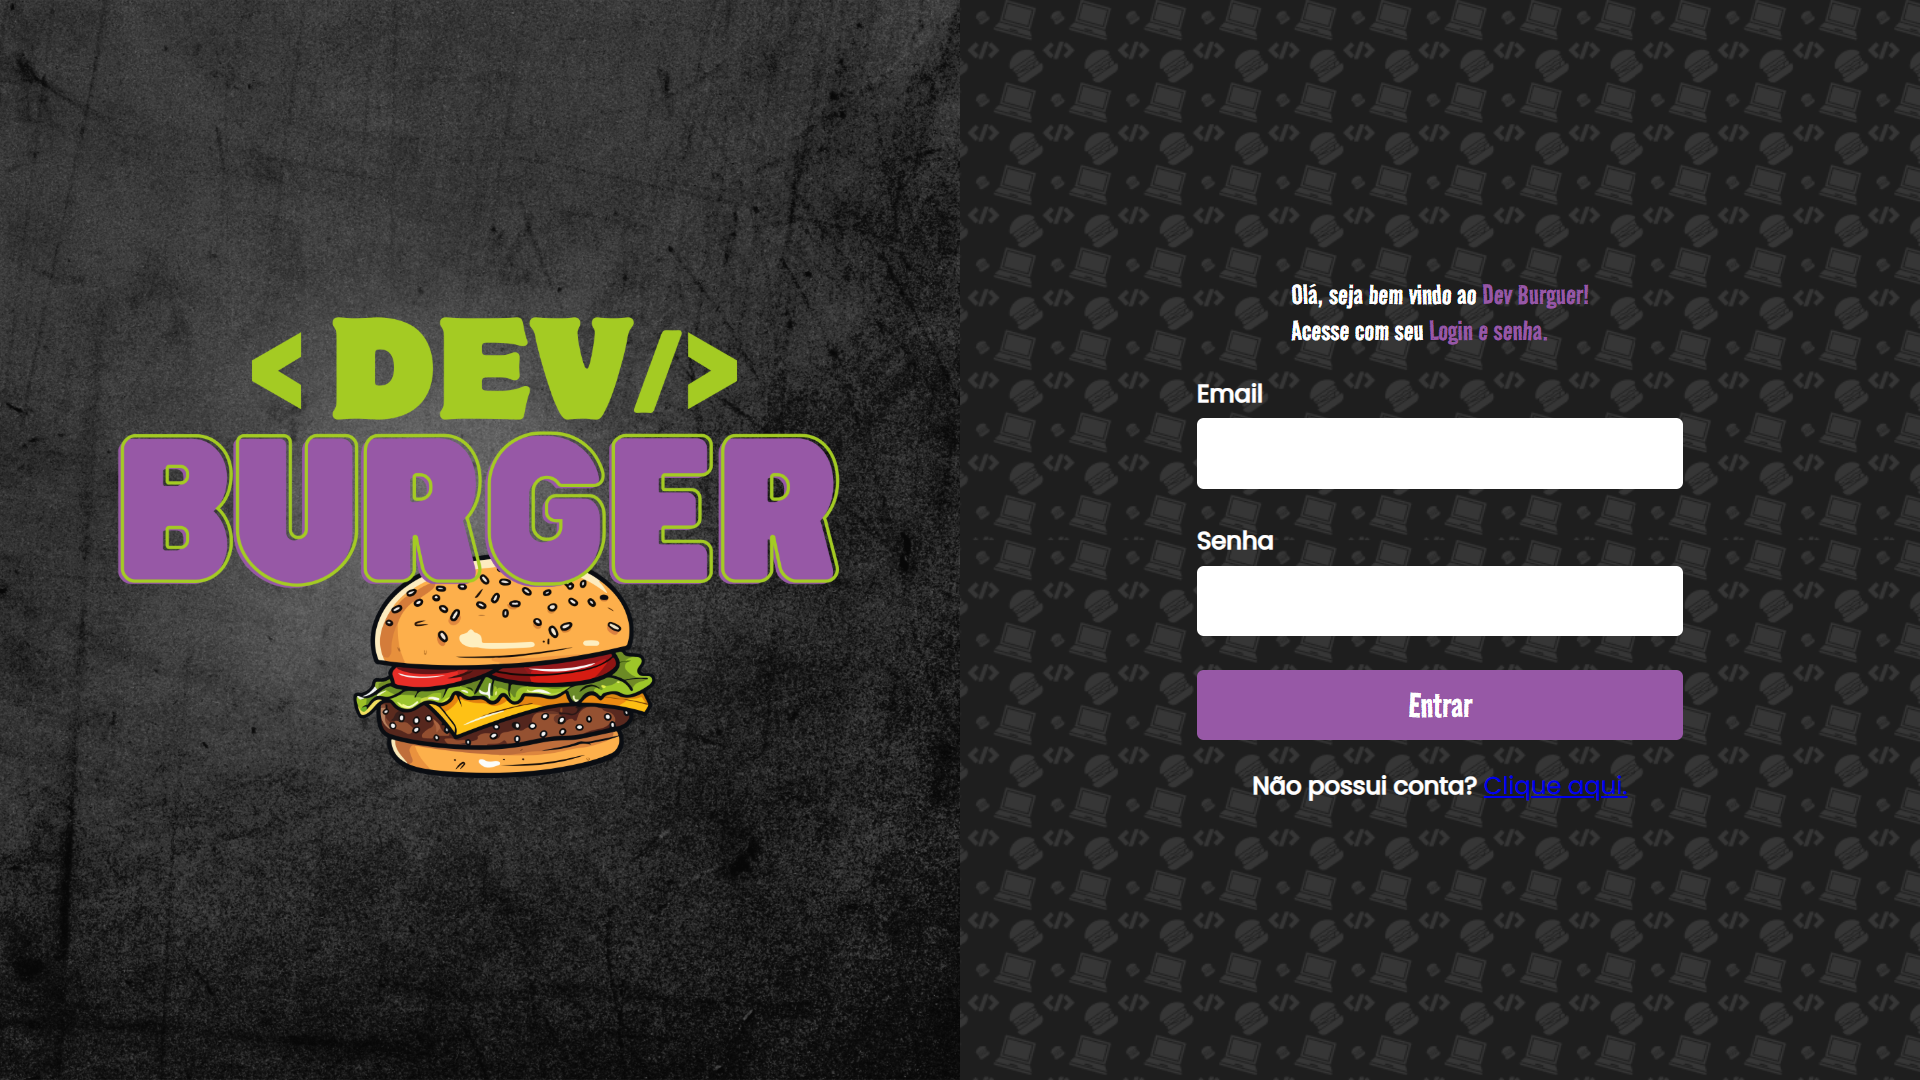 < DEV/>
BURGER
Olá, seja bem vindo ao Dev Burguer!
Acesse com seu Login e senha.
Email
Senha
Entrar
Não possui conta? Clique aqui.